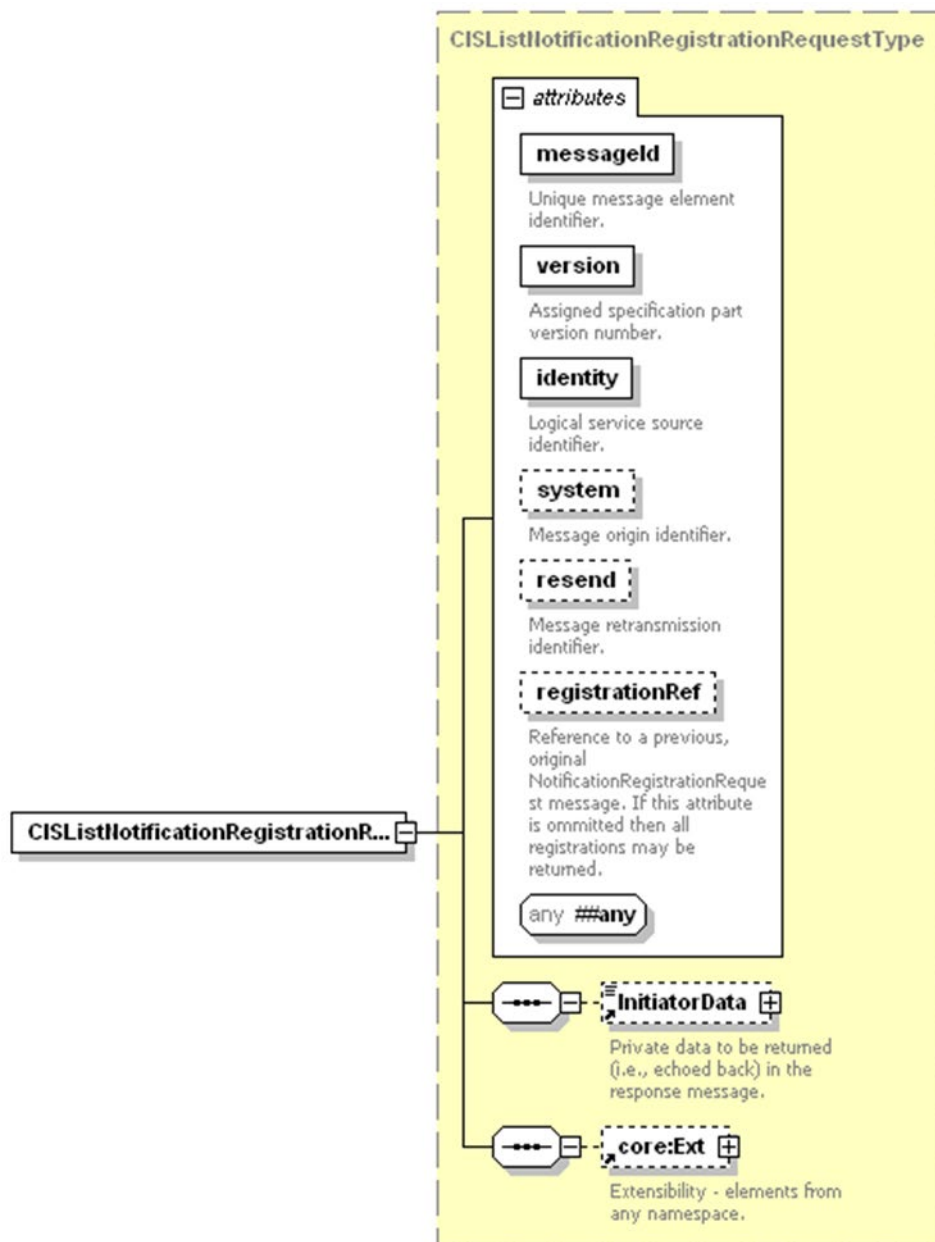 CISListNotificationRegistrationRequestType
attributes
messageId
Unique message element
identifier.
version
Assigned specification part
version number.
identity
Logical service source
identifier.
system
Message origin identifier.
resend
Message retransmission
identifier.
registrationRef
Reference to a previous,
original
NotificationRegistrationReque
st message. If this attribute
is ommitted then all
registrations may be
returned.
any ##any
CISListNotificationRegistrationR...
InitiatorData
Private data to be returned
(i.e., echoed back) in the
response message.
core:Ext
Extensibility - elements from
any namespace.